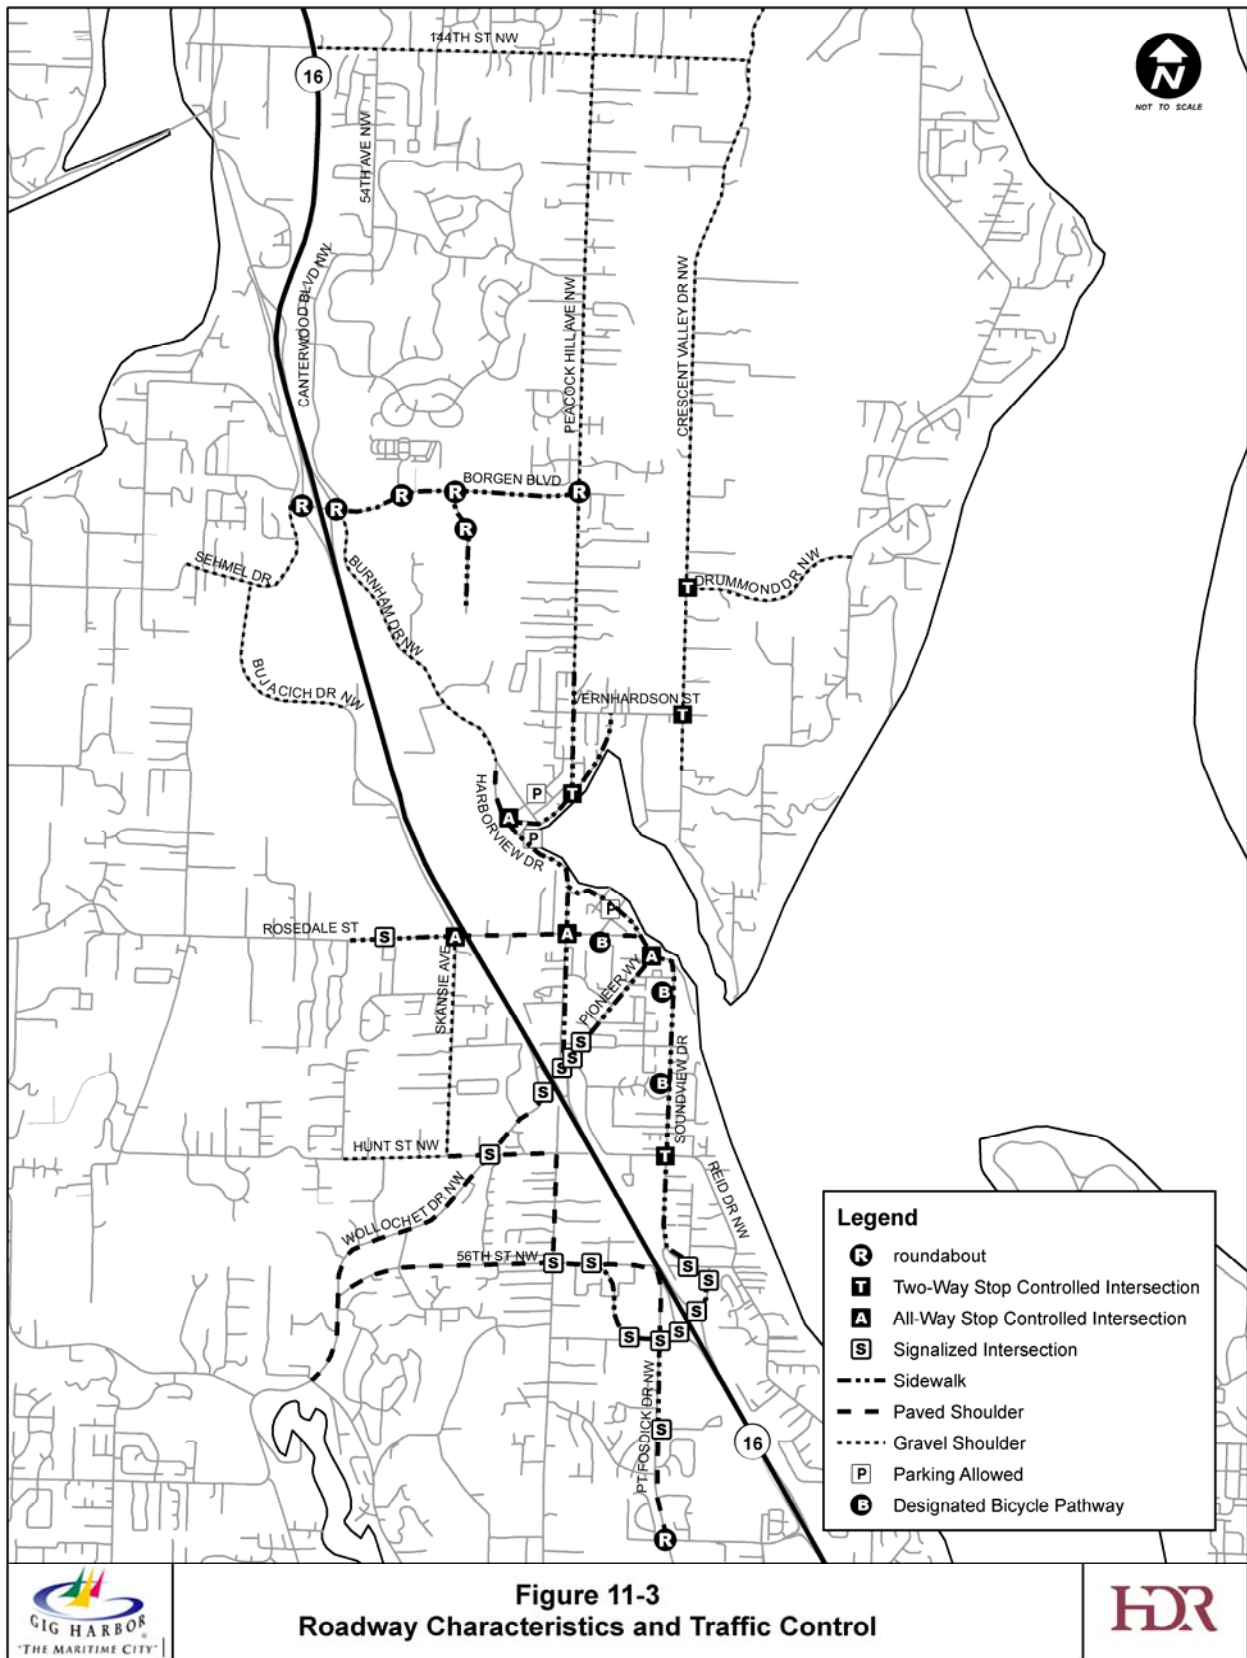 144TH ST NW
16
N
NOT TO SCALE
54TH AVE NW
CANTERWOOD BLVD NW
PEACOCK HILL AVE NW
CRESCENT VALLEY DR NW
BORGEN BLVD
R
R
R
R
R
R
SEHMEL DR
BURNHAM DR NW
T
DRUMMOND DR NW
BUJACICH DR NW
VERNHARDSON ST
T
HARBORVIEW DR
P
T
A
P
P
ROSEDALE ST
S
A
A
B
A
SKANSIE AVE
PIONEER WY
B
S
S
S
S
B
SOUNDVIEW DR
HUNT ST NW
S
T
REID DR NW
WOLLOCHET DR NW
56TH ST NW
S
S
S
S
S
S
S
S
PT FOSDICK DR NW
S
16
R
Legend
R roundabout
T Two-Way Stop Controlled Intersection
A All-Way Stop Controlled Intersection
S Signalized Intersection
Sidewalk
Paved Shoulder
Gravel Shoulder
P Parking Allowed
B Designated Bicycle Pathway
GIG HARBOR
"THE MARITIME CITY"
Figure 11-3
Roadway Characteristics and Traffic Control
HDR